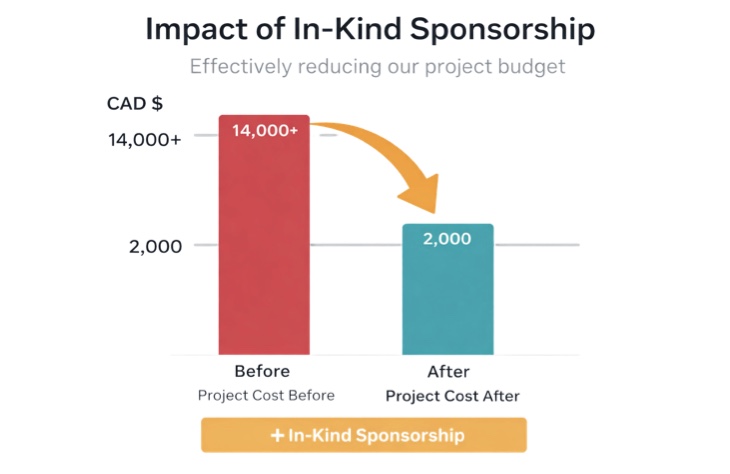 Impact of In-Kind Sponsorship
Effectively reducing our project budget
CAD $
14,000+
14,000+
2,000
2,000
Before
After
Project Cost Before
Project Cost After
+ In-Kind Sponsorship